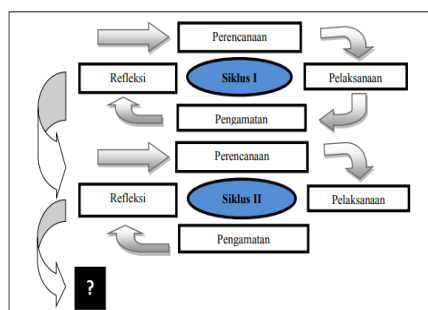 Perencanaan
Refleksi
Siklus I
Pelaksanaan
Pengamatan
Perencanaan
Refleksi
Siklus II
Pelaksanaan
Pengamatan
?